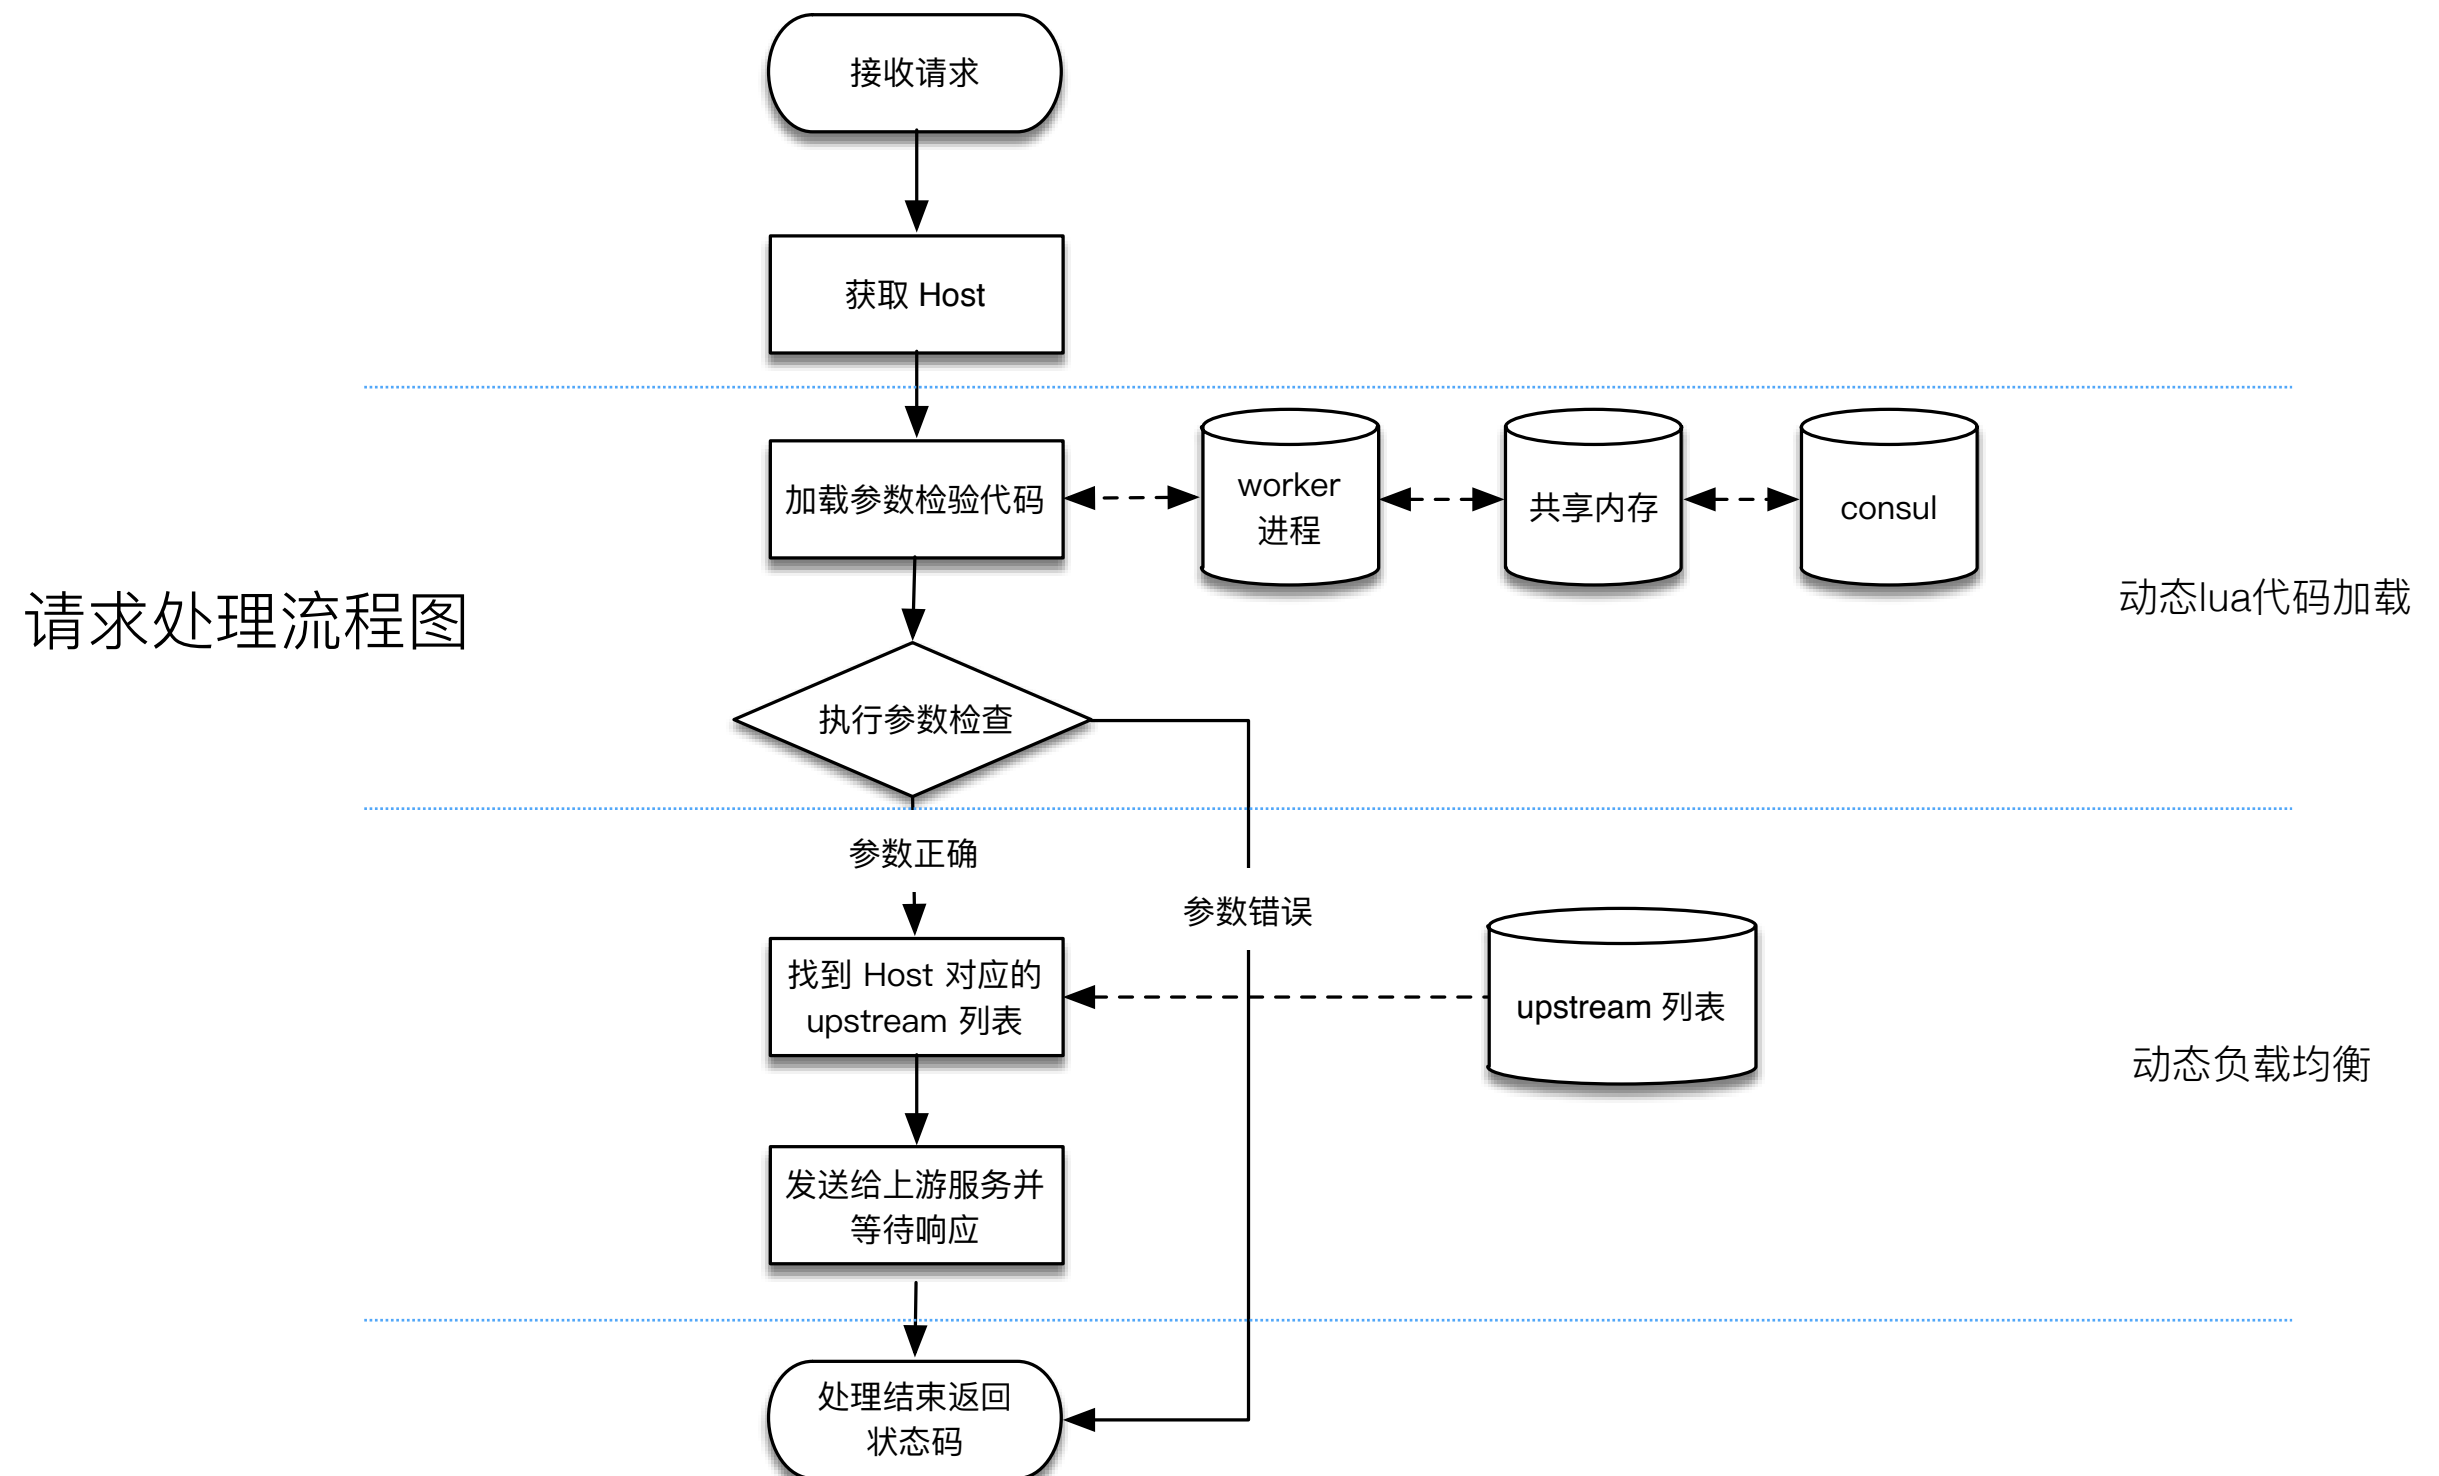 接收请求
获取 Host
加载参数检验代码
worker
进程
共享内存
consul
动态lua代码加载
请求处理流程图
执行参数检查
参数正确
参数错误
找到 Host 对应的
upstream 列表
upstream 列表
动态负载均衡
发送给上游服务并
等待响应
处理结束返回
状态码